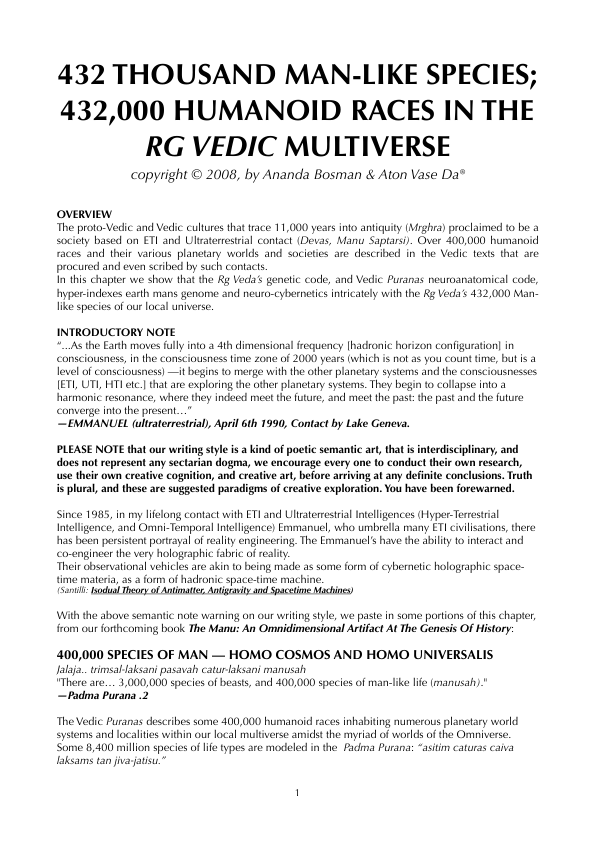 432 THOUSAND MAN-LIKE SPECIES;
432,000 HUMANOID RACES IN THE
RG VEDIC MULTIVERSE
copyright © 2008, by Ananda Bosman & Aton Vase Da®
OVERVIEW
The proto-Vedic and Vedic cultures that trace 11,000 years into antiquity (Mrghra) proclaimed to be a
society based on ETI and Ultraterrestrial contact (Devas, Manu Saptarsi). Over 400,000 humanoid
races and their various planetary worlds and societies are described in the Vedic texts that are
procured and even scribed by such contacts.
In this chapter we show that the Rg Veda's genetic code, and Vedic Puranas neuroanatomical code,
hyper-indexes earth mans genome and neuro-cybernetics intricately with the Rg Veda's 432,000 Man-
like species of our local universe.
INTRODUCTORY NOTE
"...As the Earth moves fully into a 4th dimensional frequency [hadronic horizon configuration] in
consciousness, in the consciousness time zone of 2000 years (which is not as you count time, but is a
level of consciousness) —it begins to merge with the other planetary systems and the consciousnesses
[ETI, UTI, HTI etc.] that are exploring the other planetary systems. They begin to collapse into a
harmonic resonance, where they indeed meet the future, and meet the past: the past and the future
converge into the present…"
—EMMANUEL (ultraterrestrial), April 6th 1990, Contact by Lake Geneva.
PLEASE NOTE that our writing style is a kind of poetic semantic art, that is interdisciplinary, and
does not represent any sectarian dogma, we encourage every one to conduct their own research,
use their own creative cognition, and creative art, before arriving at any definite conclusions. Truth
is plural, and these are suggested paradigms of creative exploration. You have been forewarned.
Since 1985, in my lifelong contact with ETI and Ultraterrestrial Intelligences (Hyper-Terrestrial
Intelligence, and Omni-Temporal Intelligence) Emmanuel, who umbrella many ETI civilisations, there
has been persistent portrayal of reality engineering. The Emmanuel's have the ability to interact and
co-engineer the very holographic fabric of reality.
Their observational vehicles are akin to being made as some form of cybernetic holographic space-
time materia, as a form of hadronic space-time machine.
(Santilli: Isodual Theory of Antimatter, Antigravity and Spacetime Machines)
With the above semantic note warning on our writing style, we paste in some portions of this chapter,
from our forthcoming book The Manu: An Omnidimensional Artifact At The Genesis Of History:
400,000 SPECIES OF MAN — HOMO COSMOS AND HOMO UNIVERSALIS
Jalaja.. trimsal-laksani pasavah catur-laksani manusah
"There are… 3,000,000 species of beasts, and 400,000 species of man-like life (manusah)."
—Padma Purana .2
The Vedic Puranas describes some 400,000 humanoid races inhabiting numerous planetary world
systems and localities within our local multiverse amidst the myriad of worlds of the Omniverse.
Some 8,400 million species of life types are modeled in the Padma Purana: "asitim caturas caiva
laksams tan jiva-jatisu."
1